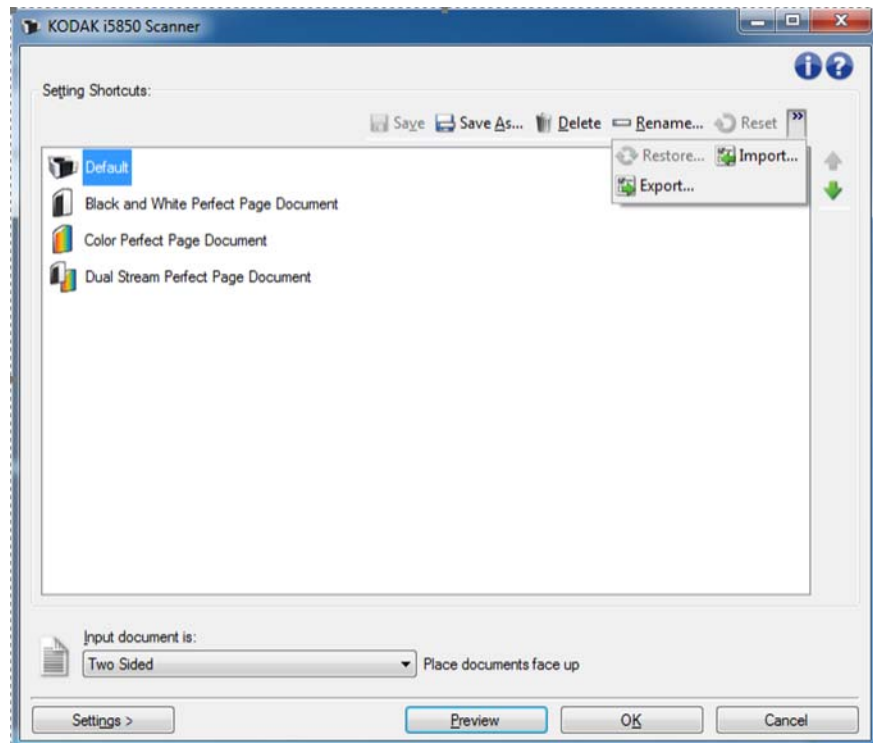 KODAK i5850 Scanner
Setting Shortcuts:
Save Save As... Delete Rename... Reset »
Restore... Import...
Export...
Default
Black and White Perfect Page Document
Color Perfect Page Document
Dual Stream Perfect Page Document
Input document is:
Two Sided Place documents face up
Settings > Preview OK Cancel